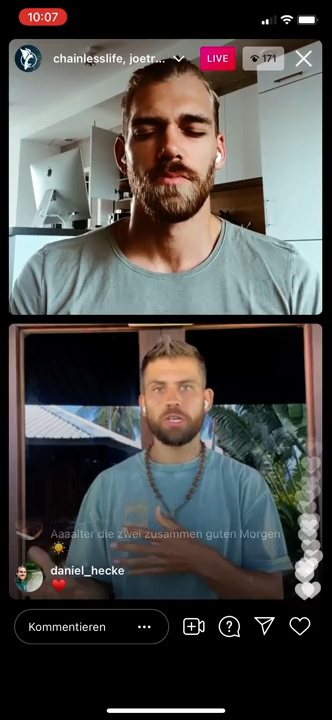 10:07
chainlesslife, joetr...
LIVE
171
Aaaalter die zwei zusammen guten Morgen
daniel_hecke
Kommentieren